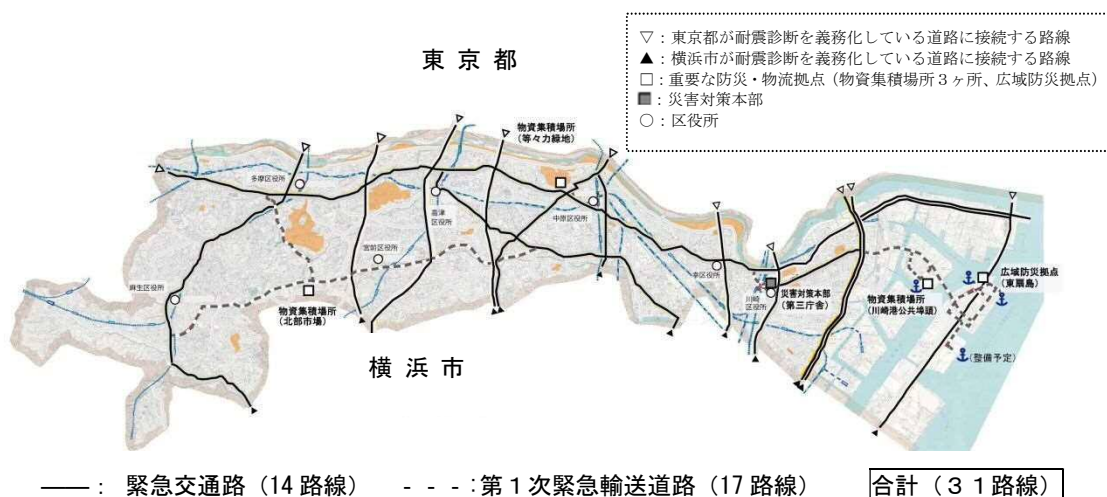 ▽：東京都が耐震診断を義務化している道路に接続する路線
▲：横浜市が耐震診断を義務化している道路に接続する路線
□：重要な防災・物流拠点（物資集積場所３ヶ所、広域防災拠点）
■：災害対策本部
○：区役所
東 京 都
物資集積場所
（等々力緑地）
多摩区役所
高津
区役所
中原区役所
宮前区役所
麻生区役所
物資集積場所
（北部市場）
幸区役所
川崎
区役所
災害対策本部
（第三庁舎）
物資集積場所
（川崎港公共埠頭）
広域防災拠点
（東扇島）
（整備予定）
横 浜 市
――： 緊急交通路（14 路線）　- - - ：第１次緊急輸送道路（17 路線）　合計（３１路線）